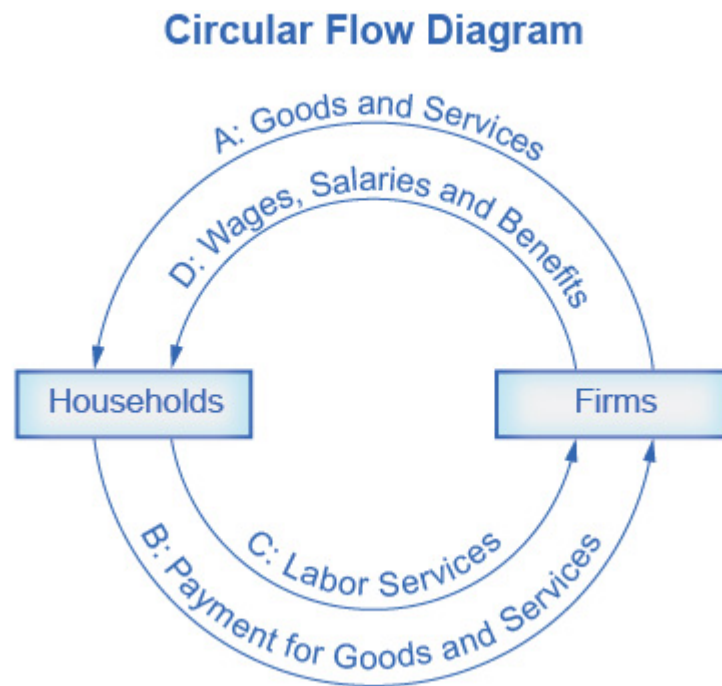 Circular Flow Diagram
A: Goods and Services
D: Wages, Salaries and Benefits
Households
Firms
C: Labor Services
B: Payment for Goods and Services